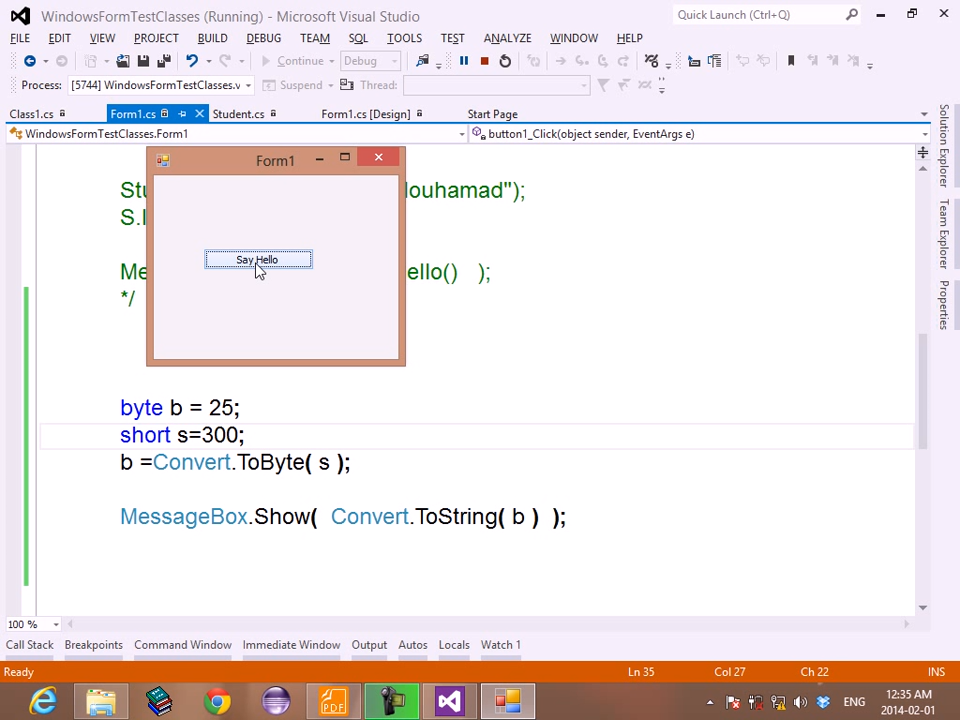 WindowsFormTestClasses (Running) - Microsoft Visual Studio
Quick Launch (Ctrl+Q)
FILE EDIT VIEW PROJECT BUILD DEBUG TEAM SQL TOOLS TEST ANALYZE WINDOW HELP
Continue Debug
Process: [5744] WindowsFormTestClasses.v Suspend Thread:
Class1.cs Form1.cs Student.cs Form1.cs [Design] Start Page
WindowsFormTestClasses.Form1 button1_Click(object sender, EventArgs e)
Form1
Say Hello
ouhamad");
S.
ello() );
*/
byte b = 25;
short s=300;
b =Convert.ToByte( s );
MessageBox.Show( Convert.ToString( b ) );
Solution Explorer
Team Explorer
Properties
100 %
Call Stack Breakpoints Command Window Immediate Window Output Autos Locals Watch 1
Ready Ln 35 Col 27 Ch 22 INS
PDF
ENG
12:35 AM
2014-02-01